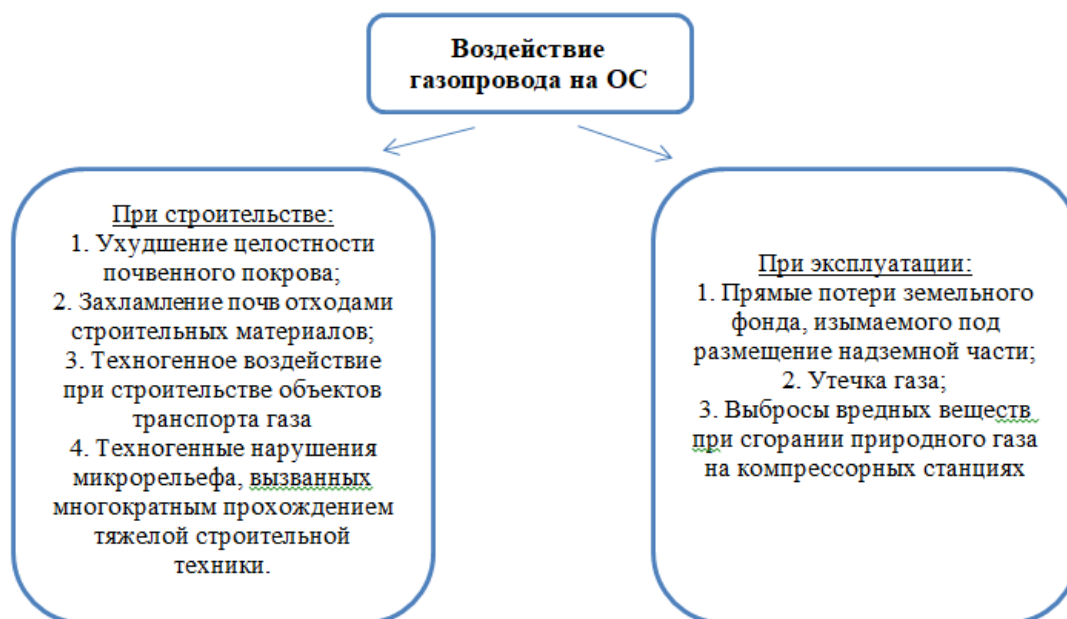 Воздействие
газопровода на ОС
При строительстве:
1. Ухудшение целостности
почвенного покрова;
2. Захламление почв отходами
строительных материалов;
3. Техногенное воздействие
при строительстве объектов
транспорта газа
4. Техногенные нарушения
микрорельефа, вызванных
многократным прохождением
тяжелой строительной
техники.
При эксплуатации:
1. Прямые потери земельного
фонда, изымаемого под
размещение надземной части;
2. Утечка газа;
3. Выбросы вредных веществ
при сгорании природного газа
на компрессорных станциях